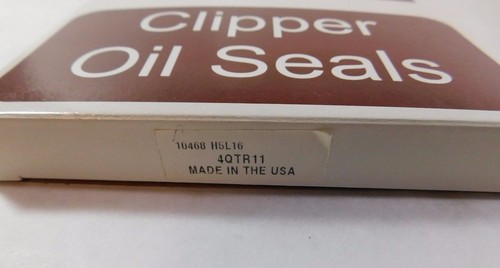 Clipper
Oil Seals
10468 H5L16
4QTR11
MADE IN THE USA